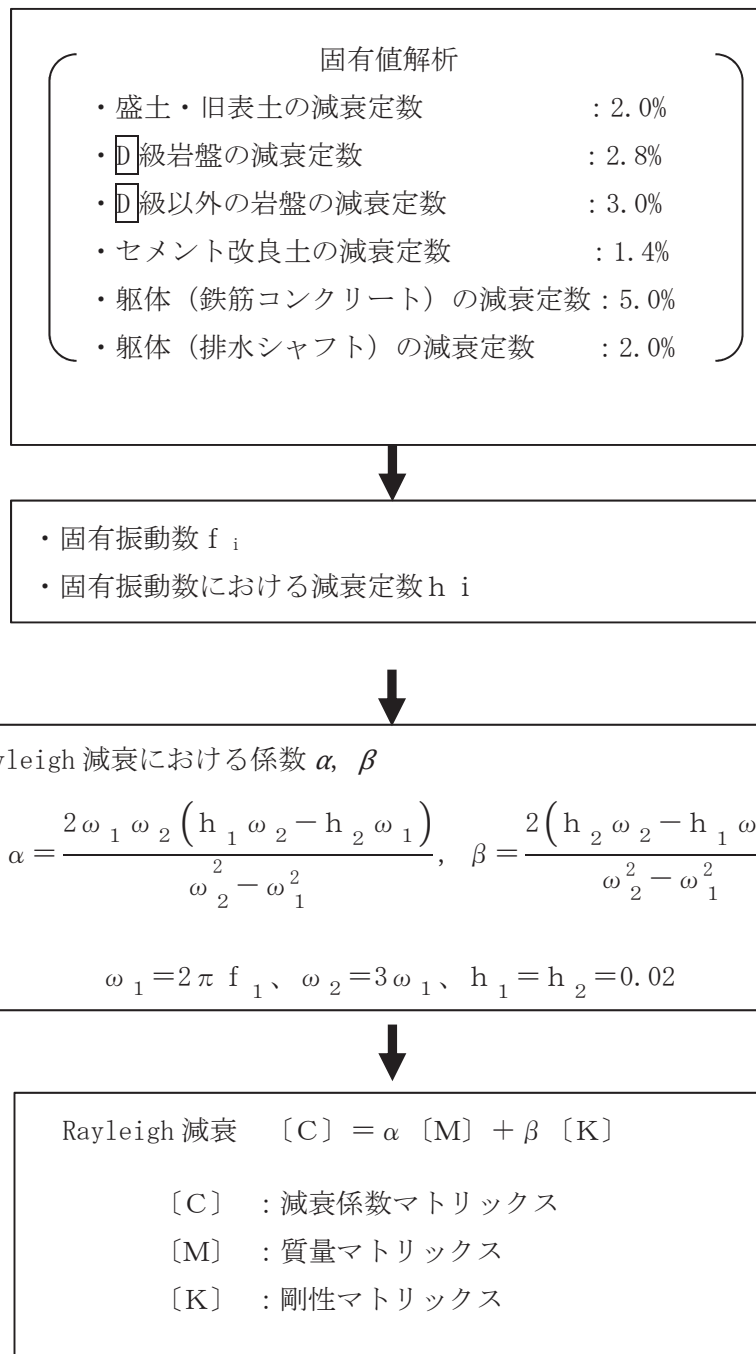 固有値解析
・盛土・旧表土の減衰定数 :2.0%
・D級岩盤の減衰定数 :2.8%
・D級以外の岩盤の減衰定数 :3.0%
・セメント改良土の減衰定数 :1.4%
・躯体（鉄筋コンクリート）の減衰定数:5.0%
・躯体（排水シャフト）の減衰定数 :2.0%
・固有振動数 f i
・固有振動数における減衰定数 h i
yleigh 減衰における係数 α, β
α＝2ω1ω2(h1ω2－h2ω1)/(ω2^2－ω1^2), β＝2(h2ω2－h1ω/ω2^2－ω1^2
ω1＝2πf1、ω2＝3ω1、h1＝h2＝0.02
Rayleigh 減衰 〔C〕＝α〔M〕＋β〔K〕
〔C〕 :減衰係数マトリックス
〔M〕 :質量マトリックス
〔K〕 :剛性マトリックス